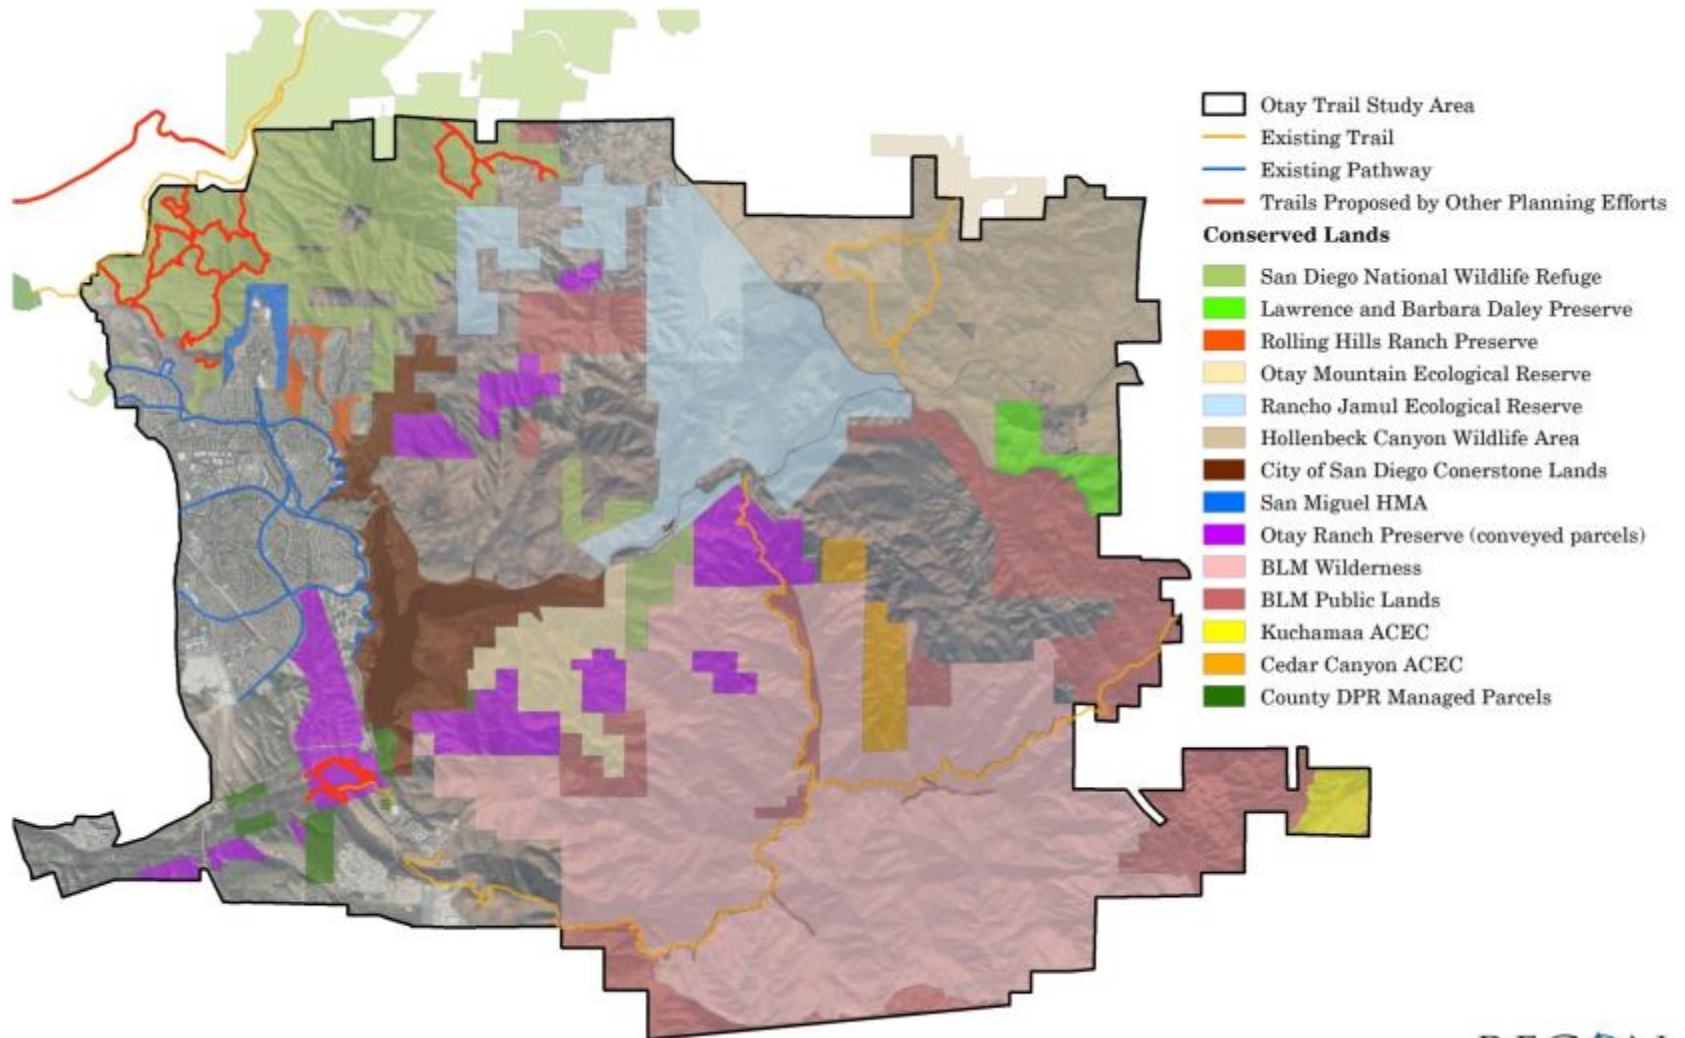 Otay Trail Study Area
Existing Trail
Existing Pathway
Trails Proposed by Other Planning Efforts
Conserved Lands
San Diego National Wildlife Refuge
Lawrence and Barbara Daley Preserve
Rolling Hills Ranch Preserve
Otay Mountain Ecological Reserve
Rancho Jamul Ecological Reserve
Hollenbeck Canyon Wildlife Area
City of San Diego Conerstone Lands
San Miguel HMA
Otay Ranch Preserve (conveyed parcels)
BLM Wilderness
BLM Public Lands
Kuchamaa ACEC
Cedar Canyon ACEC
County DPR Managed Parcels